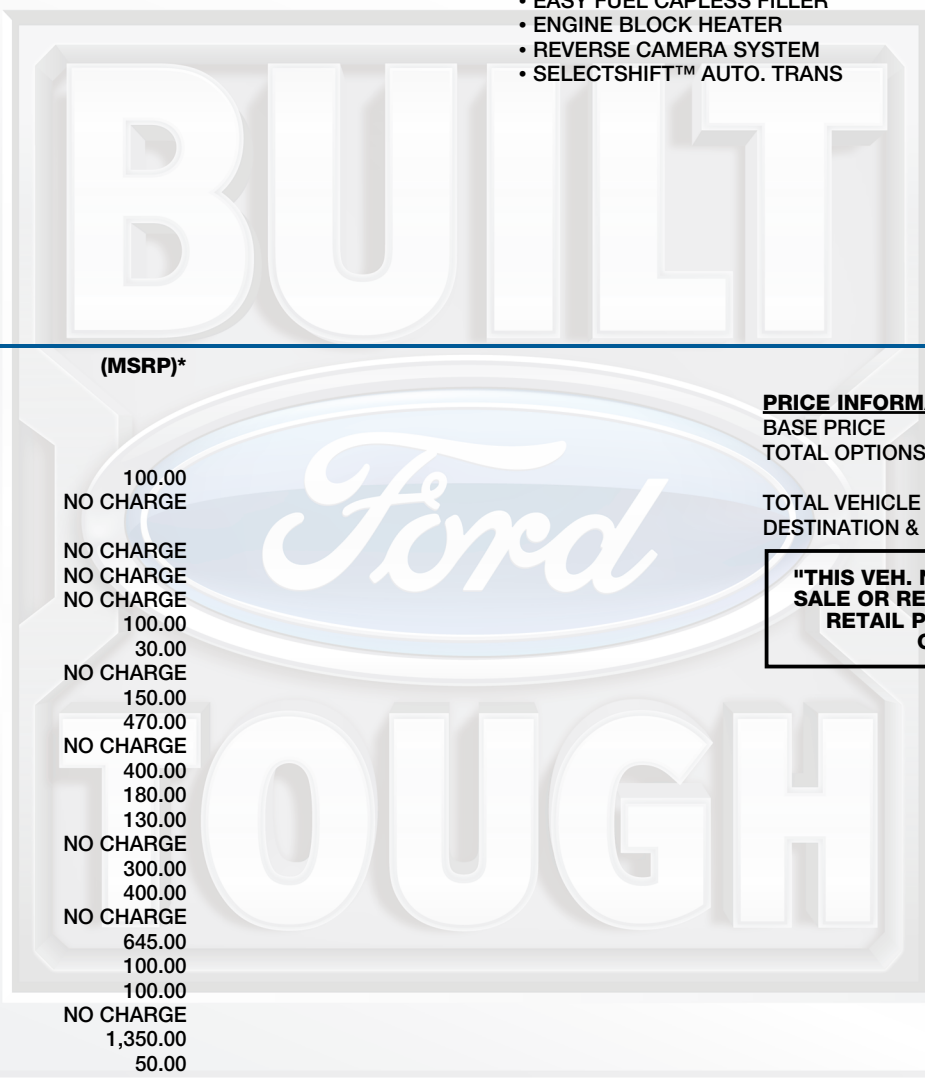 • EASY FUEL CAPLESS FILLER
• ENGINE BLOCK HEATER
• REVERSE CAMERA SYSTEM
• SELECTSHIFT™ AUTO. TRANS
BUILT
(MSRP)*
100.00
NO CHARGE
NO CHARGE
NO CHARGE
NO CHARGE
100.00
30.00
NO CHARGE
150.00
470.00
NO CHARGE
400.00
180.00
130.00
NO CHARGE
300.00
400.00
NO CHARGE
645.00
100.00
100.00
NO CHARGE
1,350.00
50.00
Ford
TOUGH
PRICE INFORMA
BASE PRICE
TOTAL OPTIONS
TOTAL VEHICLE
DESTINATION &
"THIS VEH. N
SALE OR RE
RETAIL P